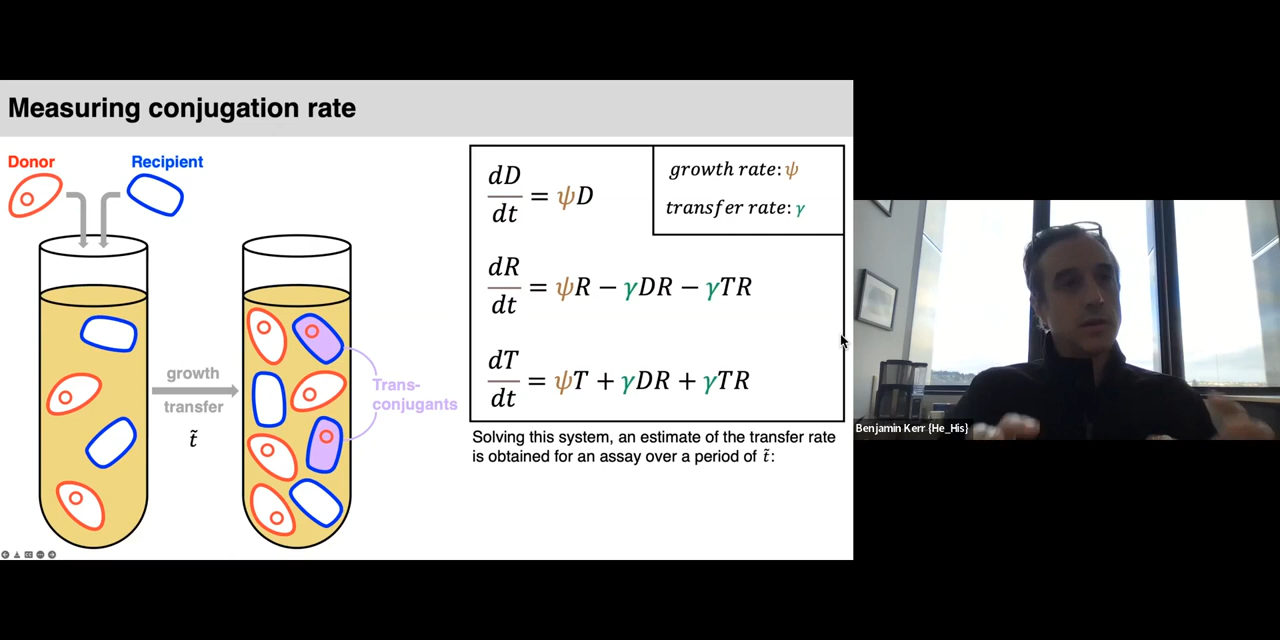 Measuring conjugation rate
Donor
Recipient
growth
transfer
t̃
Trans-
conjugants
dD/dt = ψD
growth rate: ψ
transfer rate: γ
dR/dt = ψR − γDR − γTR
dT/dt = ψT + γDR + γTR
Solving this system, an estimate of the transfer rate
is obtained for an assay over a period of t̃:
Benjamin Kerr {He_His}